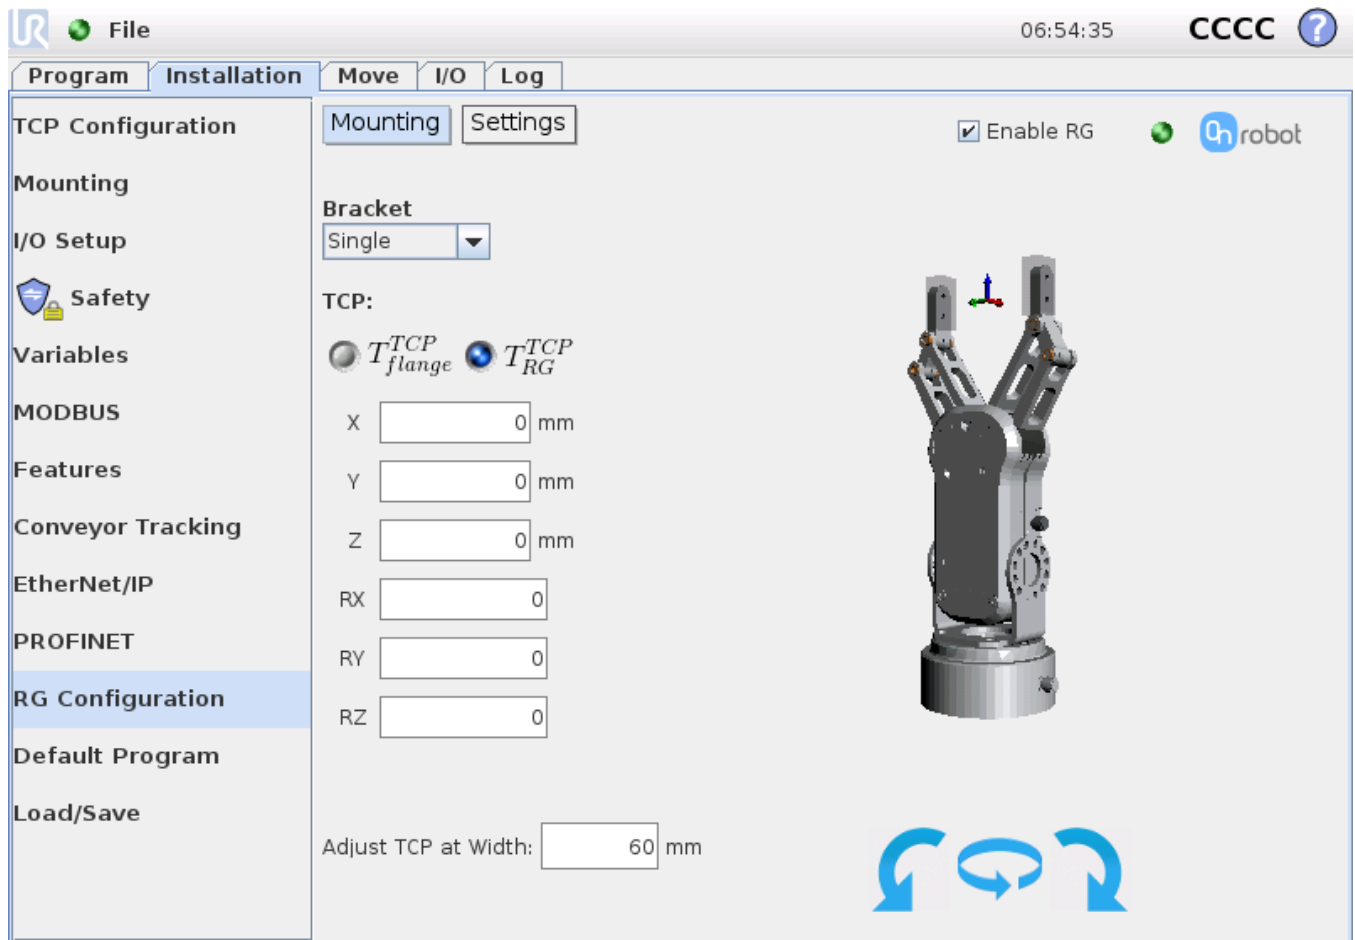 UR File 06:54:35 CCCC ?
Program Installation Move I/O Log
TCP Configuration
Mounting
I/O Setup
Safety
Variables
MODBUS
Features
Conveyor Tracking
EtherNet/IP
PROFINET
RG Configuration
Default Program
Load/Save
Mounting Settings
Enable RG
On robot
Bracket
Single
TCP:
T TCP flange T TCP RG
X 0 mm
Y 0 mm
Z 0 mm
RX 0
RY 0
RZ 0
Adjust TCP at Width: 60 mm